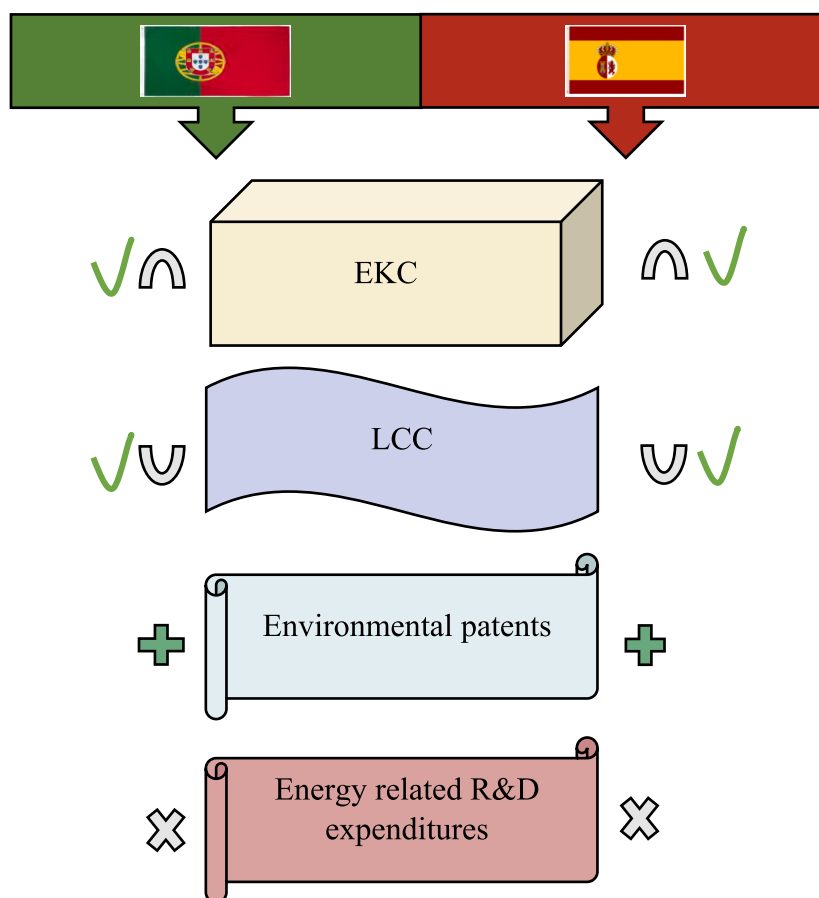 EKC
LCC
Environmental patents
Energy related R&D
expenditures